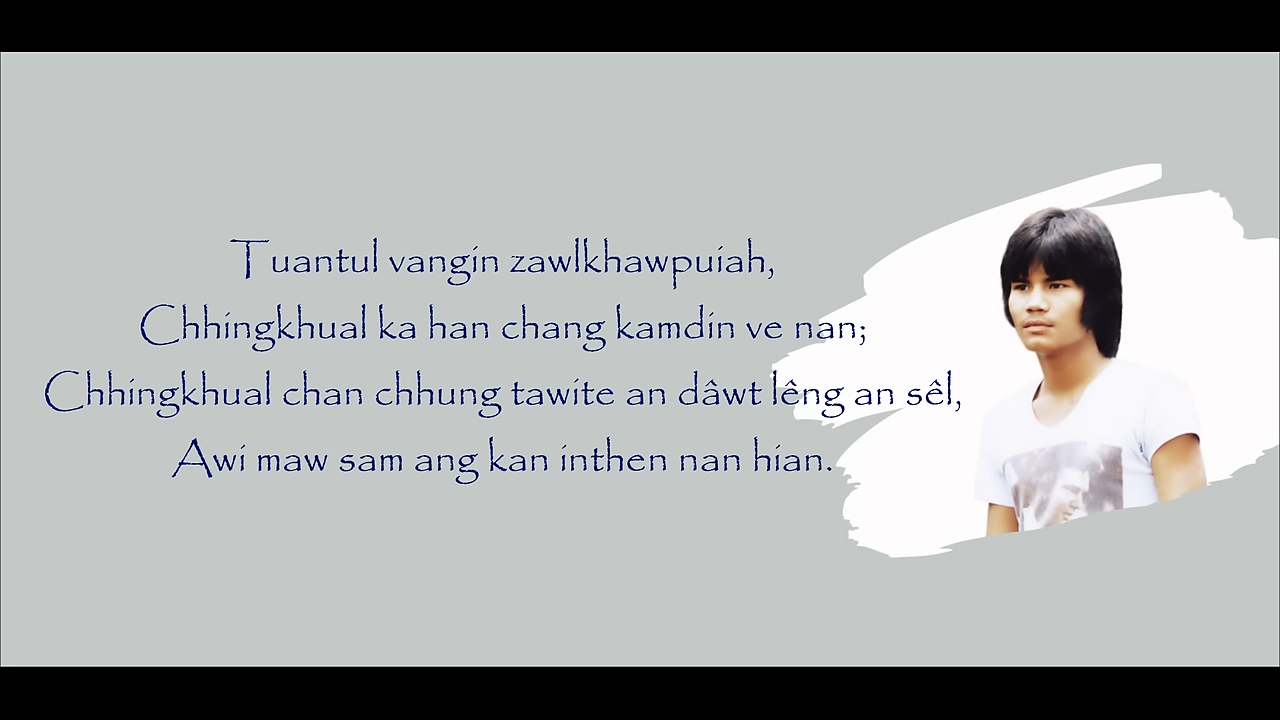 Tuantul vangin zawlkhawpuiah,
Chhingkhual ka han chang kamdin ve nan;
Chhingkhual chan chhung tawite an dâwt lêng an sêl,
Awi maw sam ang kan inthen nan hian.